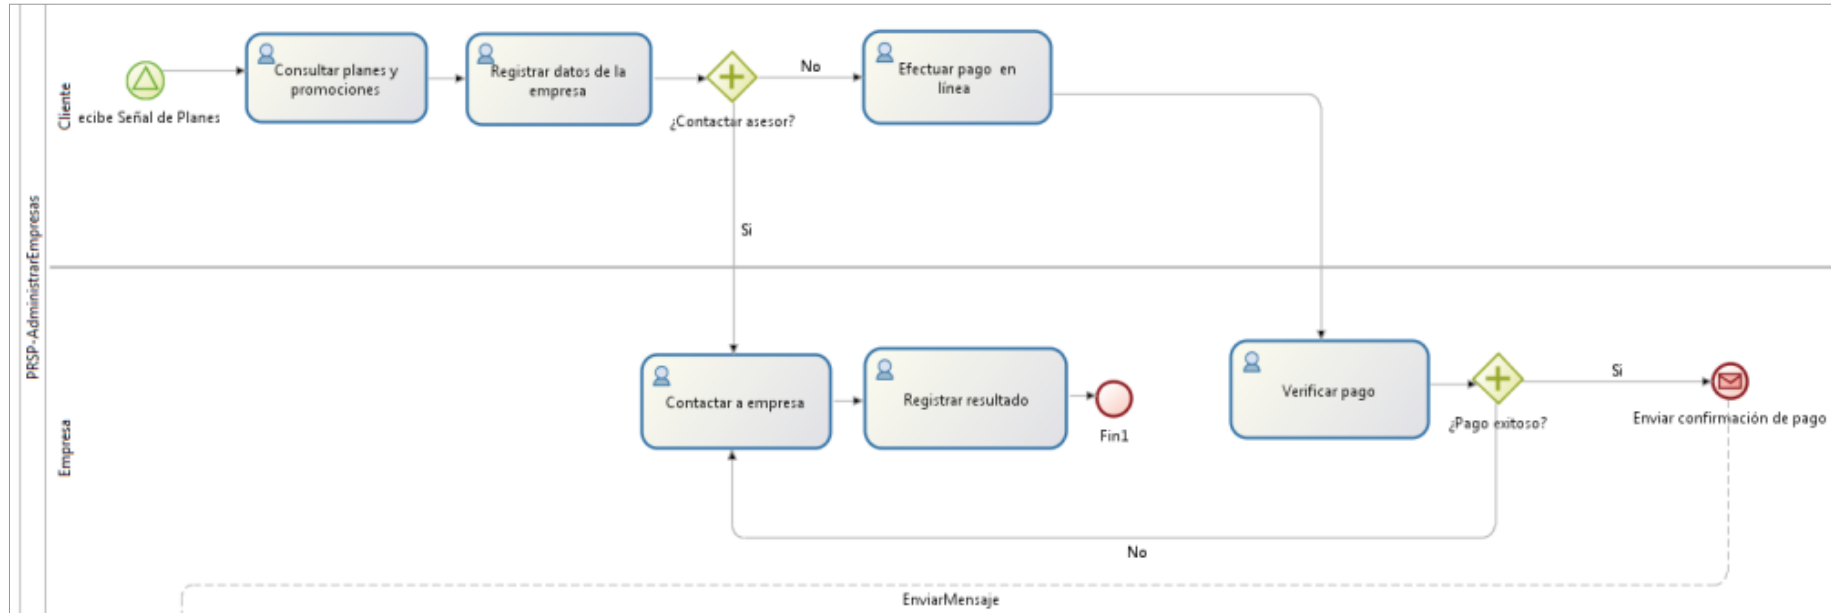 PRSP-AdministrarEmpresas
Cliente
ecibe Señal de Planes
Consultar planes y
promociones
Registrar datos de la
empresa
¿Contactar asesor?
No
Efectuar pago en
línea
Si
Empresa
Contactar a empresa
Registrar resultado
Fin1
Verificar pago
¿Pago exitoso?
Si
Enviar confirmación de pago
No
EnviarMensaje